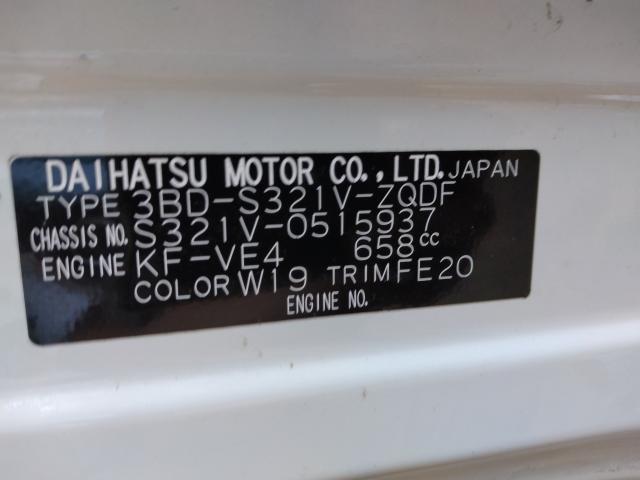 DAIHATSU MOTOR CO.,LTD. JAPAN
TYPE 3BD-S321V-ZQDF
CHASSIS NO. S321V-0515937
ENGINE KF-VE4 658cc
COLOR W19 TRIM FE20
ENGINE NO.